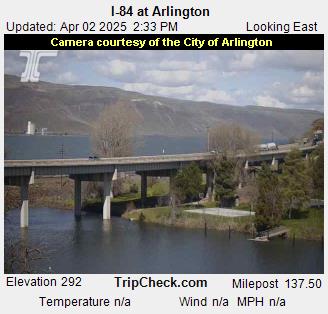 I-84 at Arlington
Updated: Apr 02 2025 2:33 PM Looking East
Camera courtesy of the City of Arlington
Elevation 292 TripCheck.com Milepost 137.50
Temperature n/a Wind n/a MPH n/a